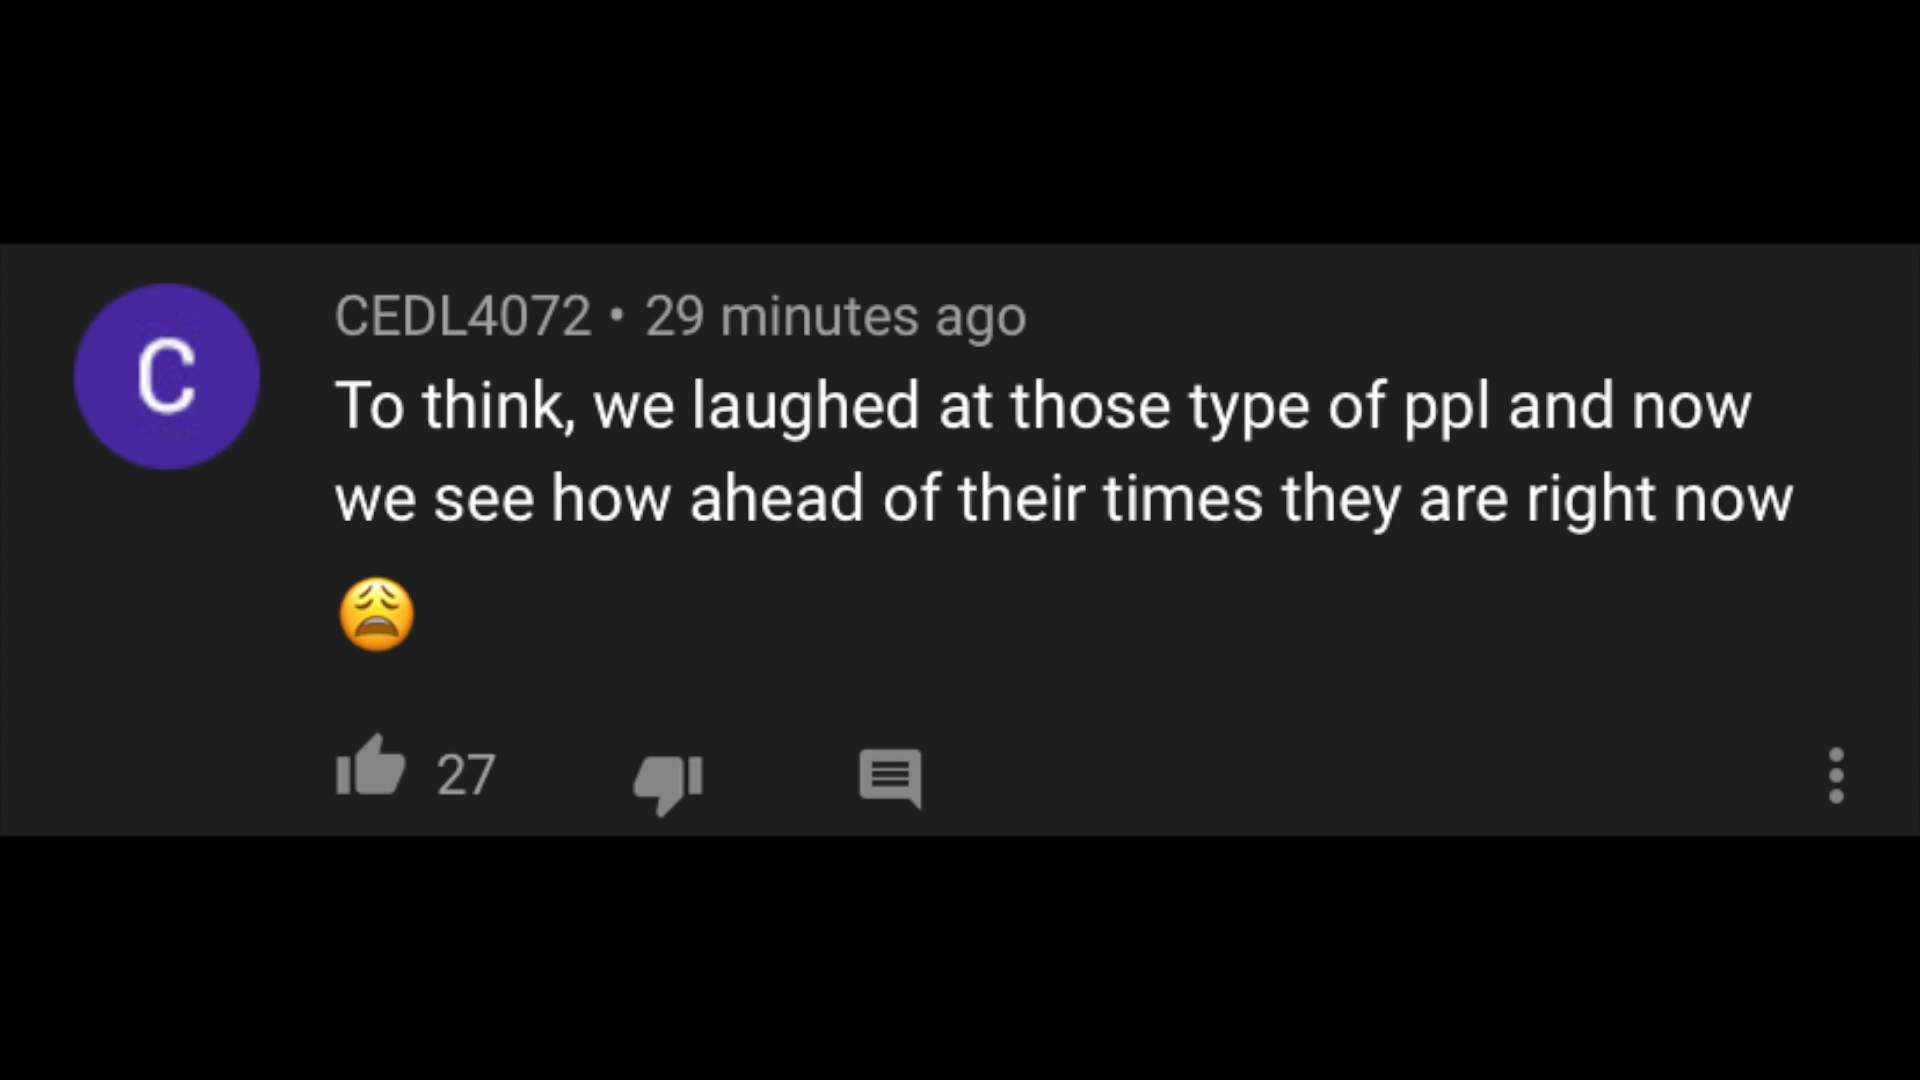 C
CEDL4072 • 29 minutes ago
To think, we laughed at those type of ppl and now
we see how ahead of their times they are right now
😩
27